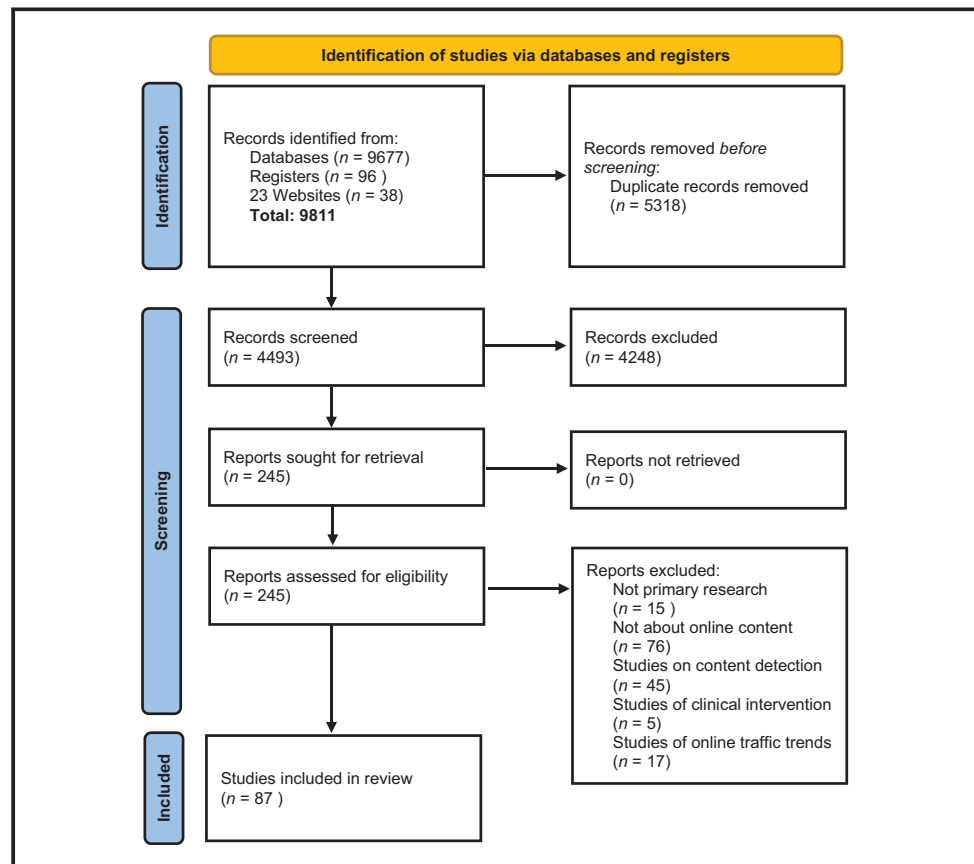 Identification of studies via databases and registers
Identification
Records identified from:
Databases (n = 9677)
Registers (n = 96 )
23 Websites (n = 38)
Total: 9811
Records removed before
screening:
Duplicate records removed
(n = 5318)
Screening
Records screened
(n = 4493)
Records excluded
(n = 4248)
Reports sought for retrieval
(n = 245)
Reports not retrieved
(n = 0)
Reports assessed for eligibility
(n = 245)
Reports excluded:
Not primary research
(n = 15 )
Not about online content
(n = 76)
Studies on content detection
(n = 45)
Studies of clinical intervention
(n = 5)
Studies of online traffic trends
(n = 17)
Included
Studies included in review
(n = 87 )